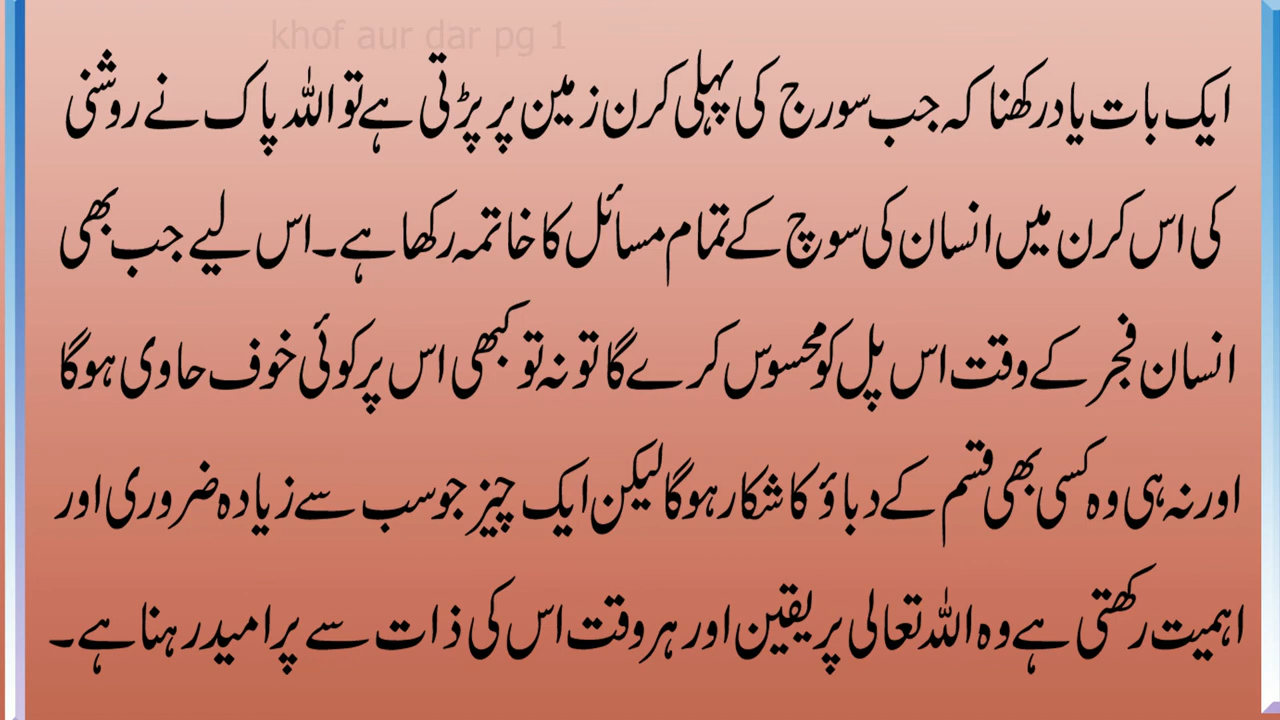 khof aur dar pg 1
ایک بات یاد رکھنا کہ جب سورج کی پہلی کرن زمین پر پڑتی ہے تو اللہ پاک نے روشنی
کی اس کرن میں انسان کی سوچ کے تمام مسائل کا خاتمہ رکھا ہے۔ اس لیے جب بھی
انسان فجر کے وقت اس پل کو محسوس کرے گا تو نہ تو کبھی اس پر کوئی خوف حاوی ہوگا
اور نہ ہی وہ کسی بھی قسم کے دباؤ کا شکار ہوگا لیکن ایک چیز جو سب سے زیادہ ضروری اور
اہمیت رکھتی ہے وہ اللہ تعالی پر یقین اور ہر وقت اس کی ذات سے پر امید رہنا ہے۔